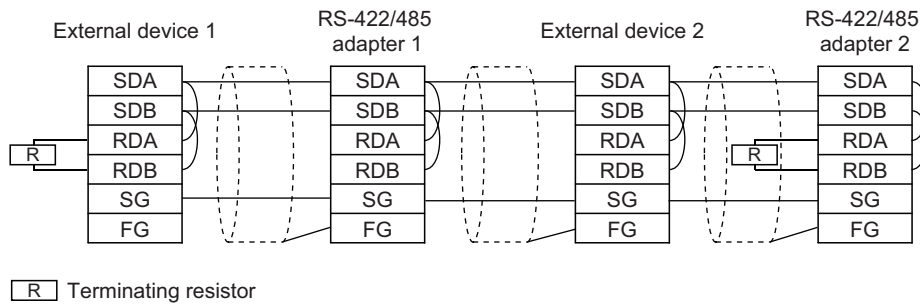 External device 1
RS-422/485
adapter 1
External device 2
RS-422/485
adapter 2
SDA
SDB
RDA
RDB
SG
FG
SDA
SDB
RDA
RDB
SG
FG
SDA
SDB
RDA
RDB
SG
FG
SDA
SDB
RDA
RDB
SG
FG
R
R
R Terminating resistor